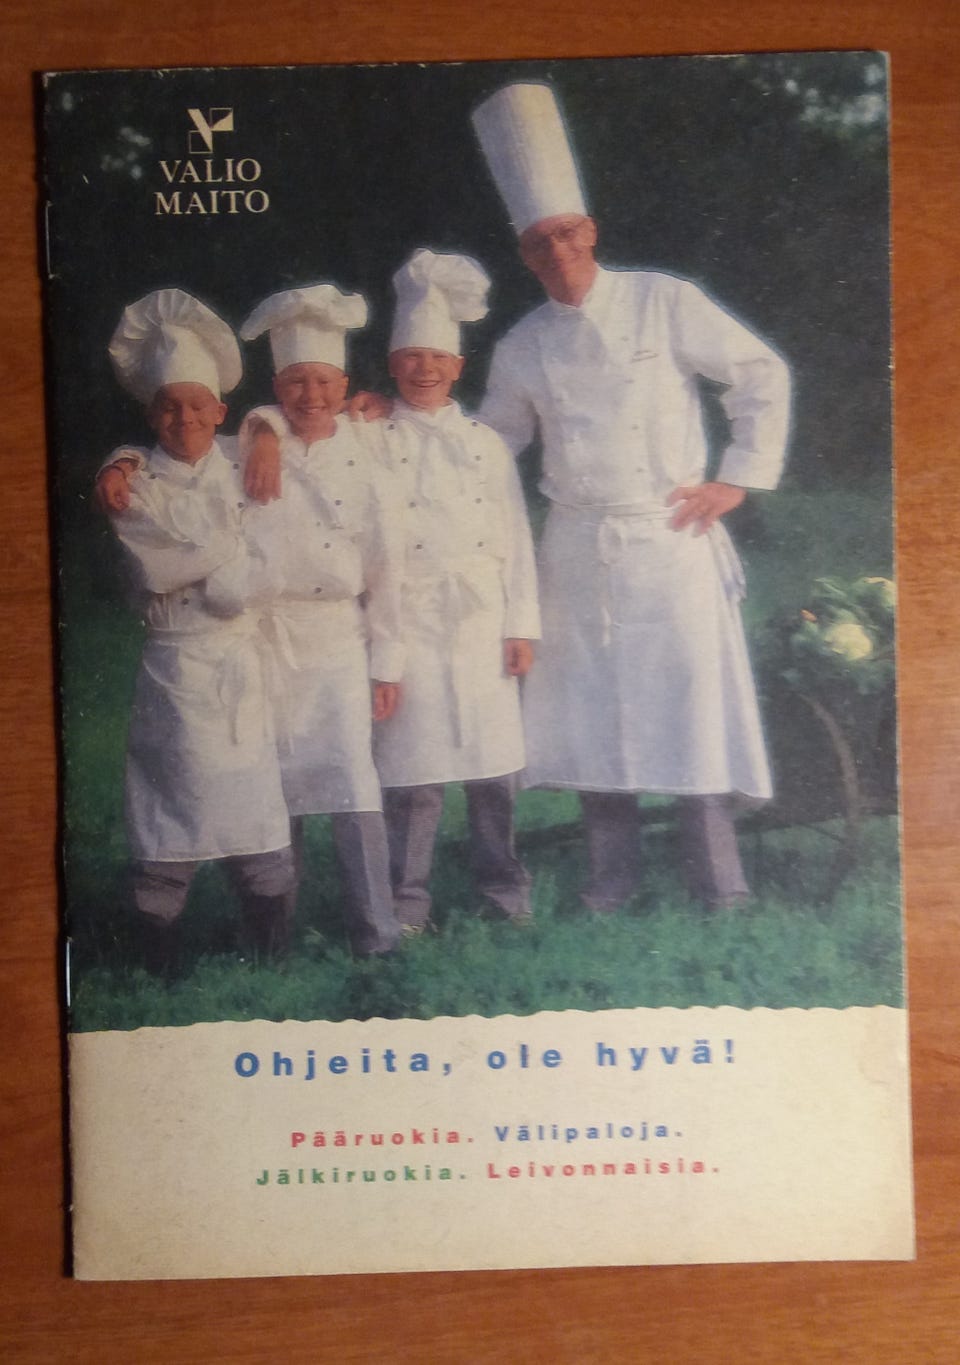 VALIO
MAITO
Ohjeita, ole hyvä!
Pääruokia. Välipaloja.
Jälkiruokia. Leivonnaisia.